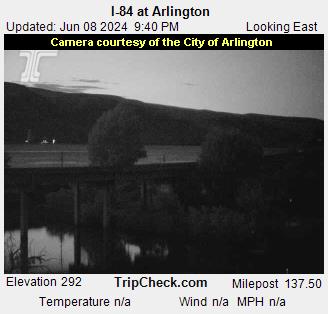 I-84 at Arlington
Updated: Jun 08 2024 9:40 PM Looking East
Camera courtesy of the City of Arlington
Elevation 292 TripCheck.com Milepost 137.50
Temperature n/a Wind n/a MPH n/a